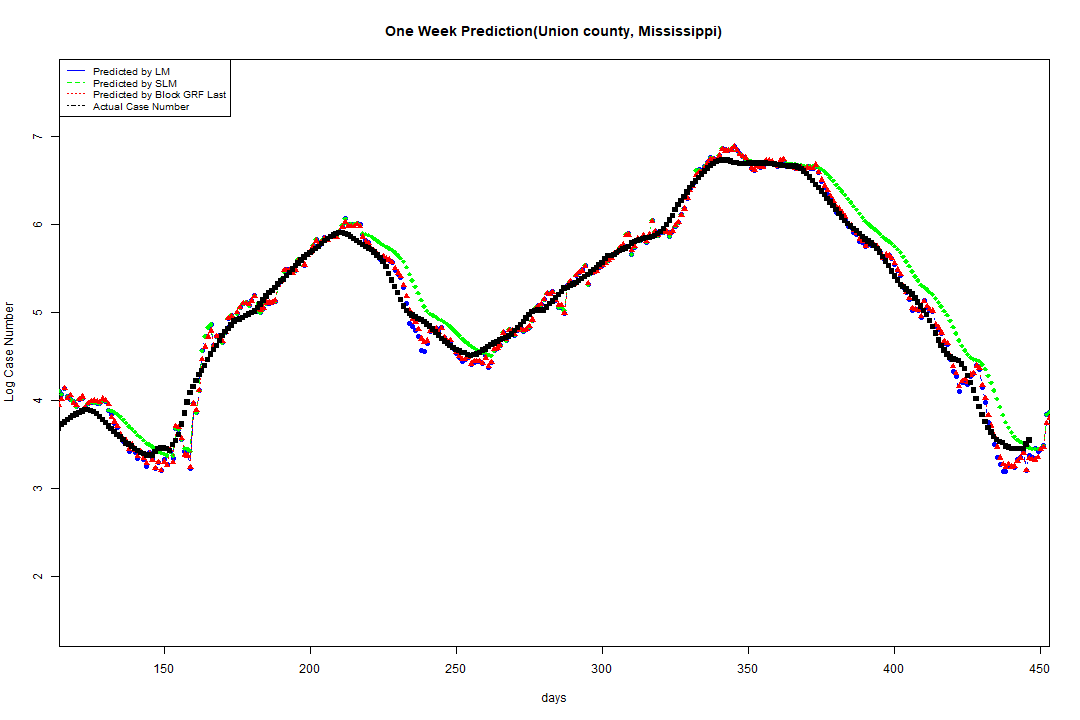 One Week Prediction(Union county, Mississippi)
Predicted by LM
Predicted by SLM
Predicted by Block GRF Last
Actual Case Number
Log Case Number
7
6
5
4
3
2
150 200 250 300 350 400 450
days